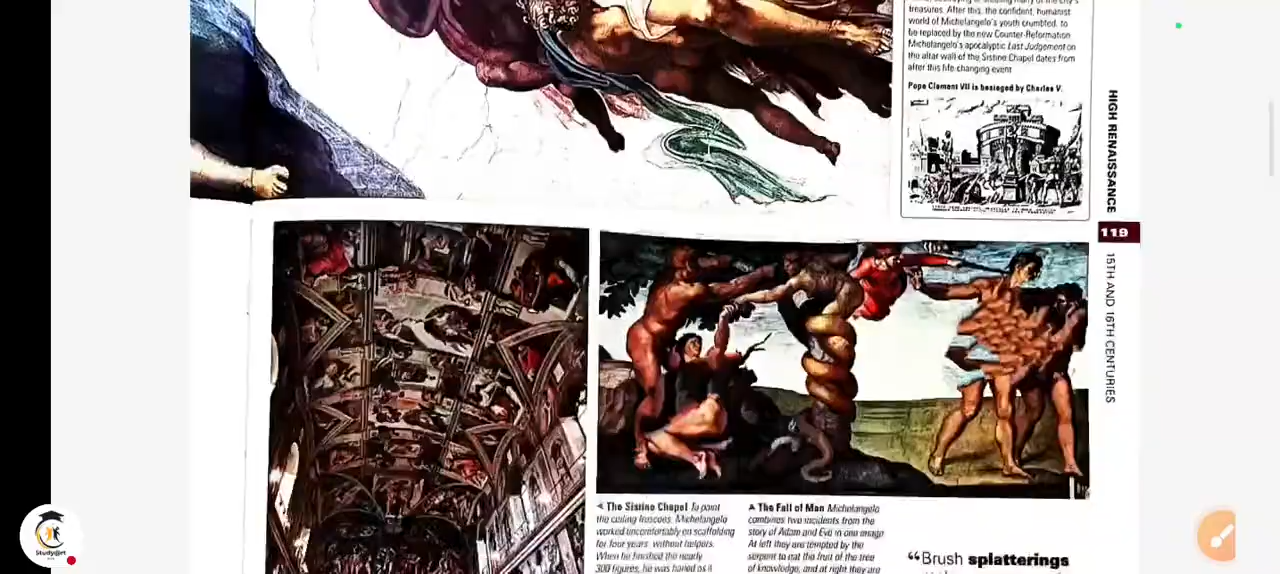 treasures. After this, the confident, humanist
world of Michelangelo's youth crumbled, to
be replaced by the new Counter-Reformation
Michelangelo's apocalyptic Last Judgement on
the altar wall of the Sistine Chapel dates from
after this life-changing event
Pope Clement VII is besieged by Charles V.
HIGH RENAISSANCE
119
15TH AND 16TH CENTURIES
◄ The Sistine Chapel To paint
the ceiling frescoes, Michelangelo
worked uncomfortably on scaffolding
for four years without helpers.
When he finished the nearly
300 figures, he was hailed as a
▲ The Fall of Man Michelangelo
combines two incidents from the
story of Adam and Eve in one image
At left they are tempted by the
serpent to eat the fruit of the tree
of knowledge, and at right they are
“Brush splatterings